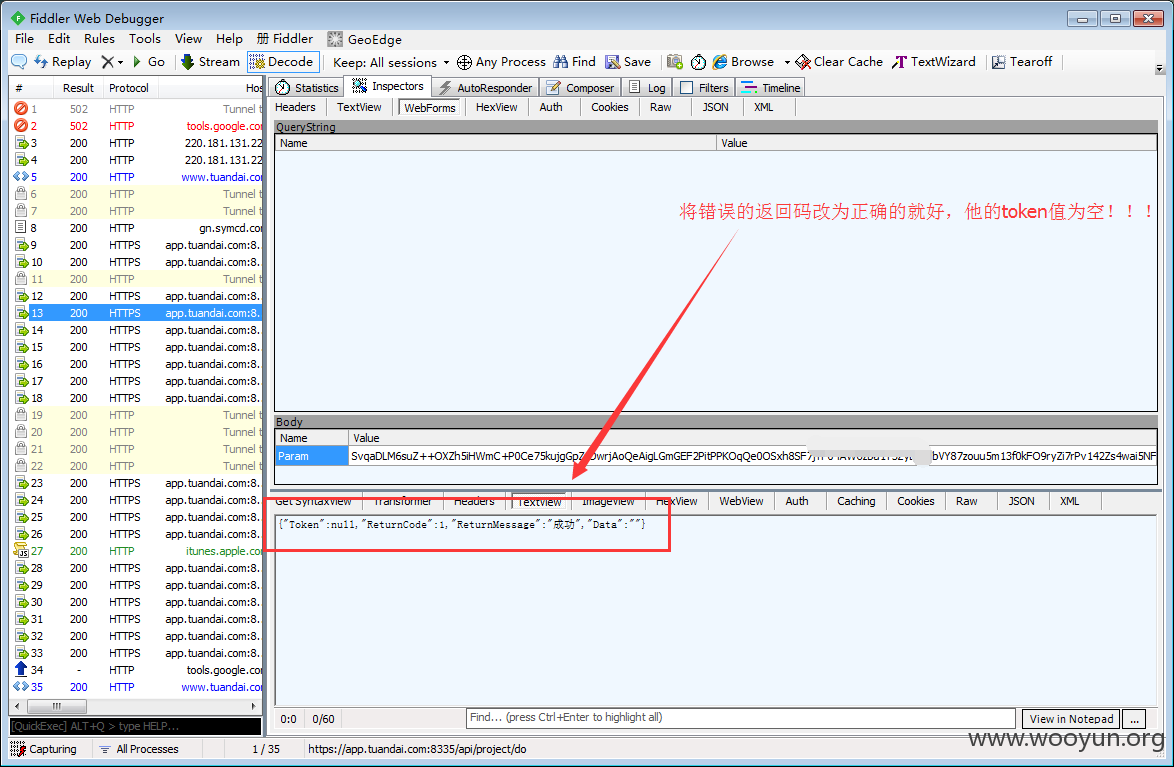 Fiddler Web Debugger
File Edit Rules Tools View Help Fiddler GeoEdge
Replay Go Stream Decode Keep: All sessions Any Process Find Save Browse Clear Cache TextWizard Tearoff
# Result Protocol Hos
1 502 HTTP Tunnel t
2 502 HTTP tools.google.co
3 200 HTTP 220.181.131.22
4 200 HTTP 220.181.131.22
5 200 HTTP www.tuandai.co
6 200 HTTP Tunnel t
7 200 HTTP Tunnel t
8 200 HTTP gn.symcd.co
9 200 HTTPS app.tuandai.com:8..
10 200 HTTPS app.tuandai.com:8..
11 200 HTTP Tunnel t
12 200 HTTPS app.tuandai.com:8..
13 200 HTTPS app.tuandai.com:8..
14 200 HTTPS app.tuandai.com:8..
15 200 HTTPS app.tuandai.com:8..
16 200 HTTPS app.tuandai.com:8..
17 200 HTTPS app.tuandai.com:8..
18 200 HTTPS app.tuandai.com:8..
19 200 HTTP Tunnel t
20 200 HTTP Tunnel t
21 200 HTTP Tunnel t
22 200 HTTP Tunnel t
23 200 HTTPS app.tuandai.com:8..
24 200 HTTPS app.tuandai.com:8..
25 200 HTTPS app.tuandai.com:8..
26 200 HTTPS app.tuandai.com:8..
27 200 HTTP itunes.apple.co
28 200 HTTPS app.tuandai.com:8..
29 200 HTTPS app.tuandai.com:8..
30 200 HTTPS app.tuandai.com:8..
31 200 HTTPS app.tuandai.com:8..
32 200 HTTPS app.tuandai.com:8..
33 200 HTTPS app.tuandai.com:8..
34 - HTTP tools.google.co
35 200 HTTP www.tuandai.co
[QuickExec] ALT+Q > type HELP...
Statistics Inspectors AutoResponder Composer Log Filters Timeline
Headers TextView WebForms HexView Auth Cookies Raw JSON XML
QueryString
Name Value
将错误的返回码改为正确的就好，他的token值为空！！！
Body
Name Value
Param SvqaDLM6suZ++OXZh5iHWmC+P0Ce75kujgGpZ
Get SyntaxView Transformer Headers TextView ImageView HexView WebView Auth Caching Cookies Raw JSON XML
{"Token":null,"ReturnCode":1,"ReturnMessage":"成功","Data":""}
0:0 0/60 Find... (press Ctrl+Enter to highlight all) View in Notepad ...
Capturing All Processes 1 / 35 https://app.tuandai.com:8335/api/project/do
www.wooyun.org